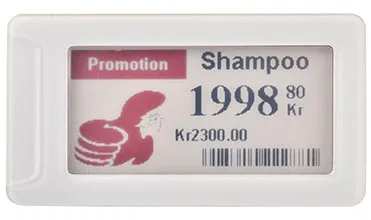 Promotion
Shampoo
1998 80
Kr
Kr2300.00